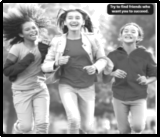 Try to find friends who
want you to succeed.